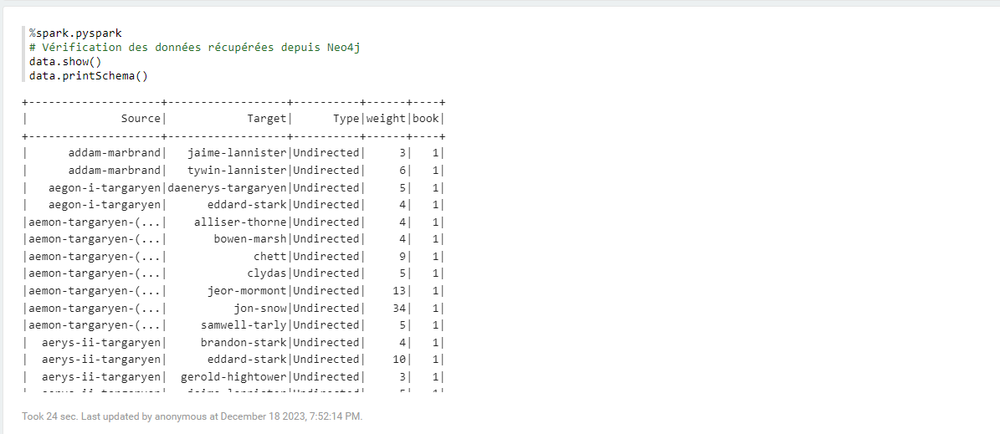 %spark.pyspark
# Vérification des données récupérées depuis Neo4j
data.show()
data.printSchema()
+--------------------+------------------+----------+------+----+
|              Source|            Target|      Type|weight|book|
+--------------------+------------------+----------+------+----+
|      addam-marbrand|   jaime-lannister|Undirected|     3|   1|
|      addam-marbrand|   tywin-lannister|Undirected|     6|   1|
|   aegon-i-targaryen|daenerys-targaryen|Undirected|     5|   1|
|   aegon-i-targaryen|      eddard-stark|Undirected|     4|   1|
|aemon-targaryen-(...|    alliser-thorne|Undirected|     4|   1|
|aemon-targaryen-(...|       bowen-marsh|Undirected|     4|   1|
|aemon-targaryen-(...|             chett|Undirected|     9|   1|
|aemon-targaryen-(...|            clydas|Undirected|     5|   1|
|aemon-targaryen-(...|      jeor-mormont|Undirected|    13|   1|
|aemon-targaryen-(...|          jon-snow|Undirected|    34|   1|
|aemon-targaryen-(...|     samwell-tarly|Undirected|     5|   1|
|  aerys-ii-targaryen|     brandon-stark|Undirected|     4|   1|
|  aerys-ii-targaryen|      eddard-stark|Undirected|    10|   1|
|  aerys-ii-targaryen|  gerold-hightower|Undirected|     3|   1|
Took 24 sec. Last updated by anonymous at December 18 2023, 7:52:14 PM.